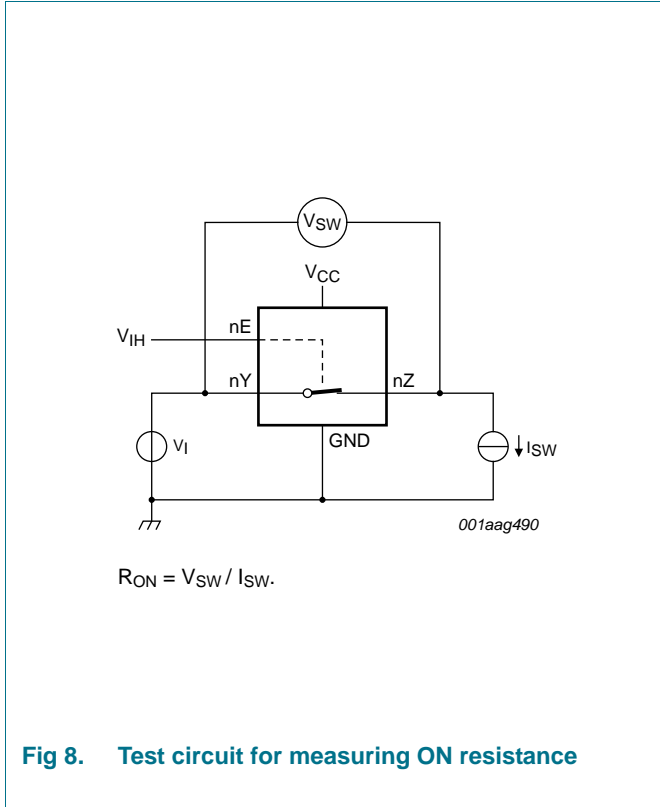 VSW
VCC
VIH
nE
nY
nZ
VI
GND
ISW
001aag490
RON = VSW / ISW.
Fig 8. Test circuit for measuring ON resistance